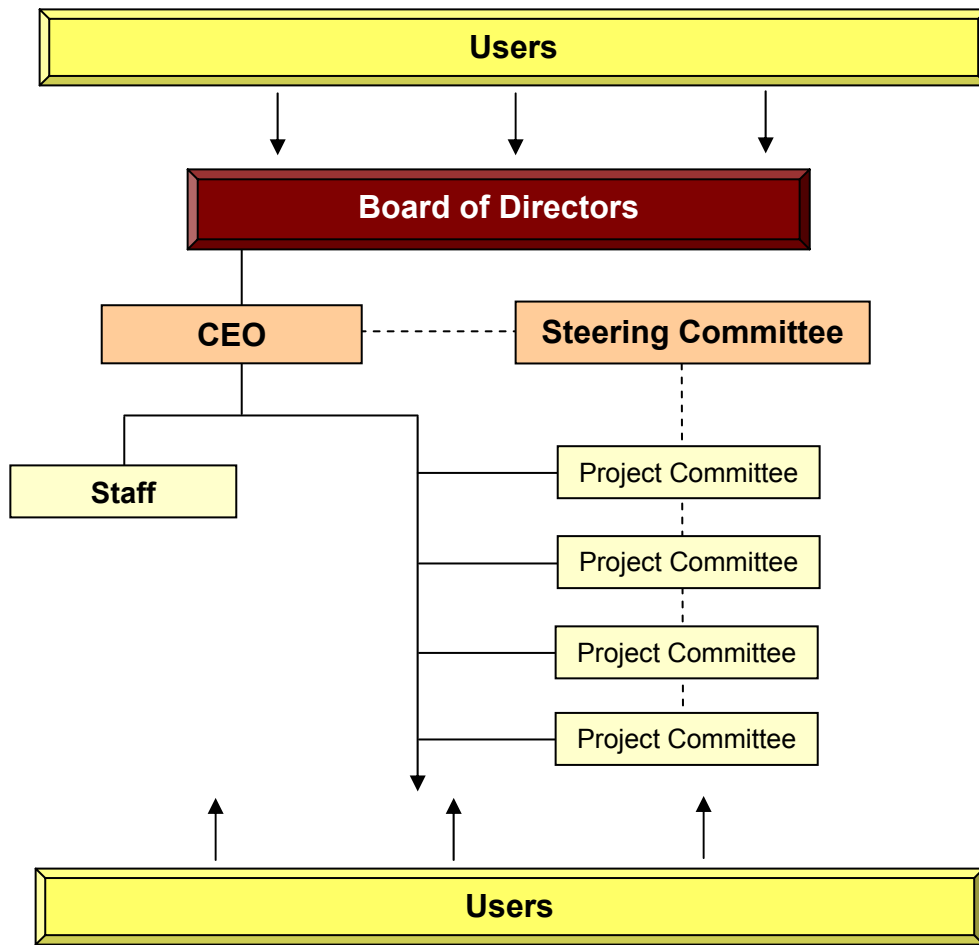 Users
Board of Directors
CEO
Steering Committee
Staff
Project Committee
Project Committee
Project Committee
Project Committee
Users